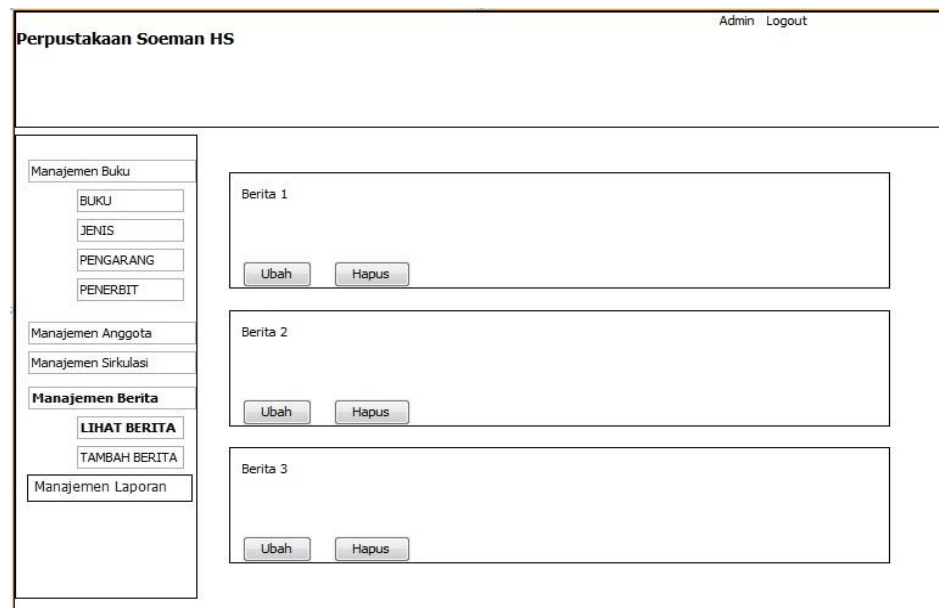 Admin Logout
Perpustakaan Soeman HS
Manajemen Buku
BUKU
JENIS
PENGARANG
PENERBIT
Manajemen Anggota
Manajemen Sirkulasi
Manajemen Berita
LIHAT BERITA
TAMBAH BERITA
Manajemen Laporan
Berita 1
Ubah Hapus
Berita 2
Ubah Hapus
Berita 3
Ubah Hapus